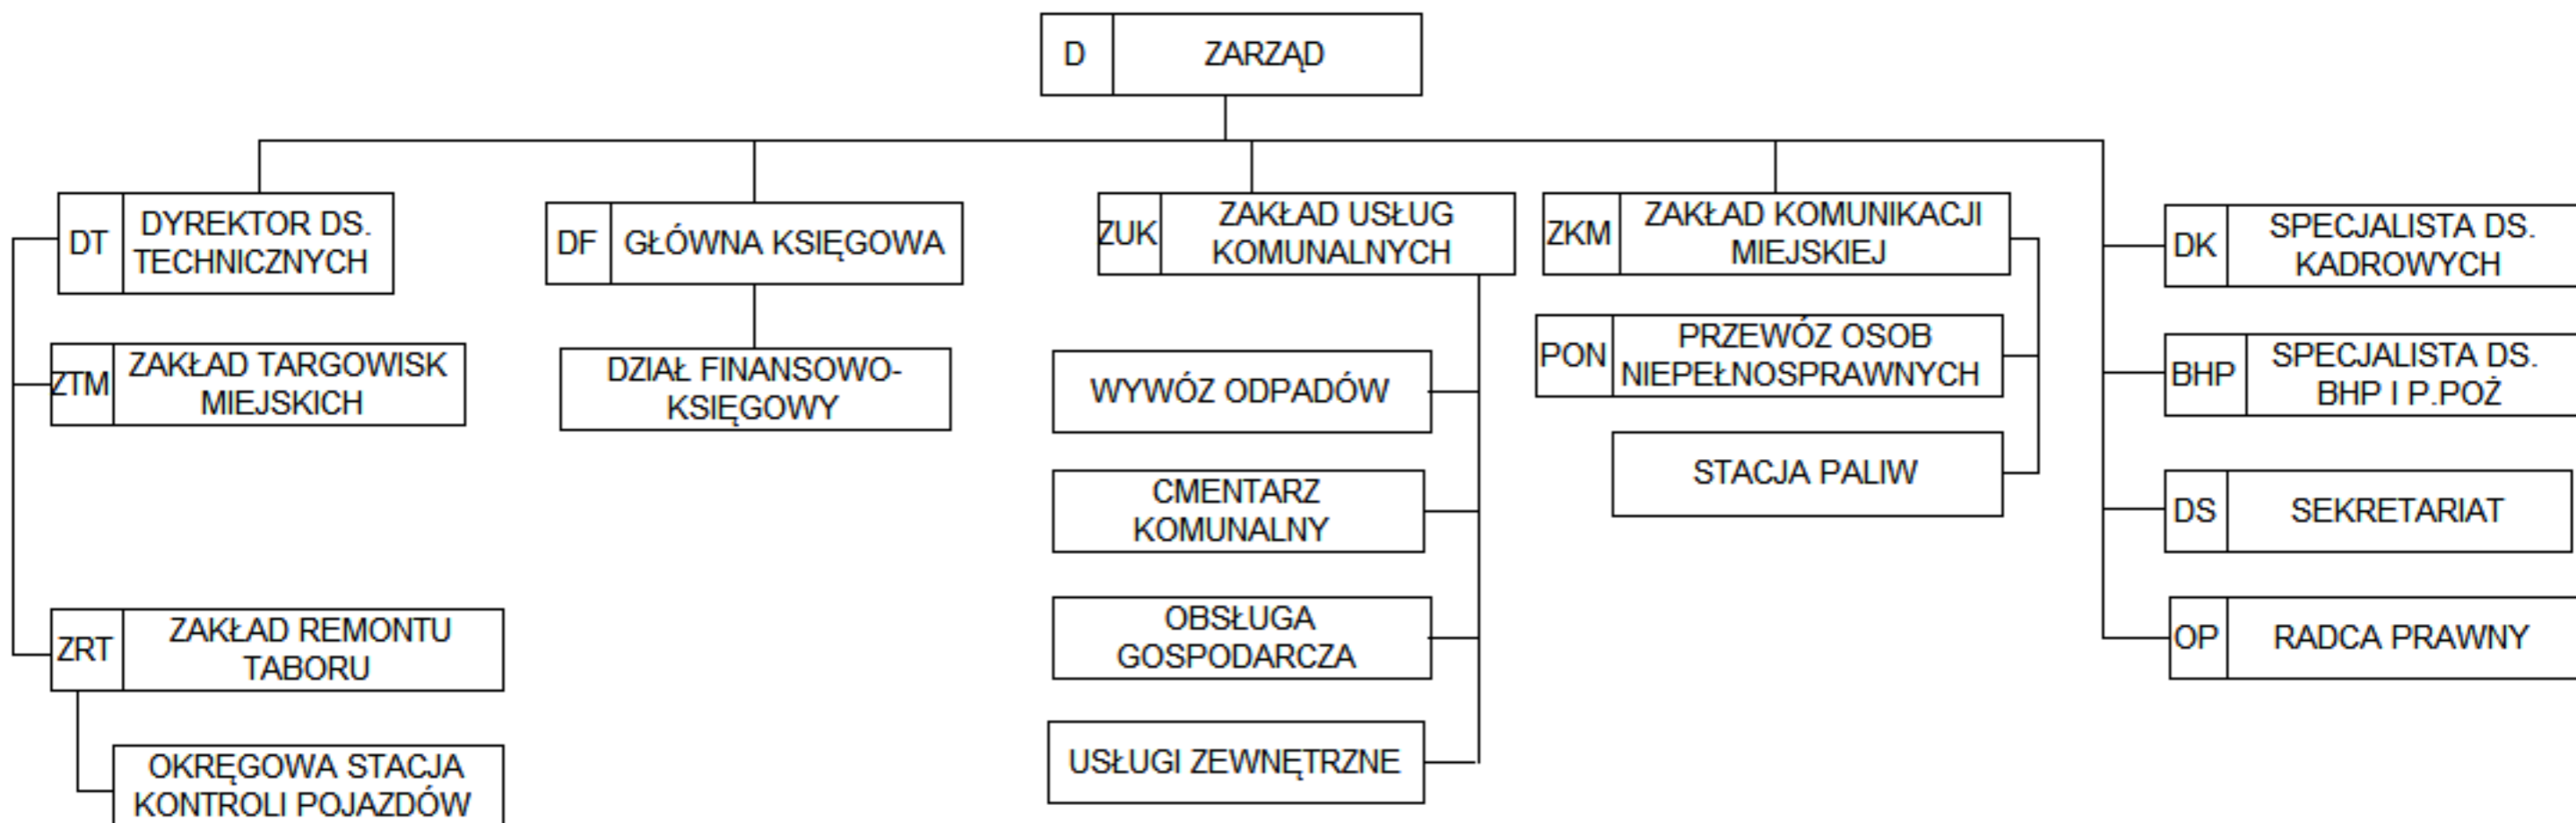 D ZARZĄD
DT DYREKTOR DS.
TECHNICZNYCH
DF GŁÓWNA KSIĘGOWA
ZUK ZAKŁAD USŁUG
KOMUNALNYCH
ZKM ZAKŁAD KOMUNIKACJI
MIEJSKIEJ
DK SPECJALISTA DS.
KADROWYCH
ZTM ZAKŁAD TARGOWISK
MIEJSKICH
DZIAŁ FINANSOWO-
KSIĘGOWY
WYWÓZ ODPADÓW
PON PRZEWÓZ OSOB
NIEPEŁNOSPRAWNYCH
BHP SPECJALISTA DS.
BHP I P.POŻ
CMENTARZ
KOMUNALNY
STACJA PALIW
DS SEKRETARIAT
ZRT ZAKŁAD REMONTU
TABORU
OBSŁUGA
GOSPODARCZA
OP RADCA PRAWNY
OKRĘGOWA STACJA
KONTROLI POJAZDÓW
USŁUGI ZEWNĘTRZNE